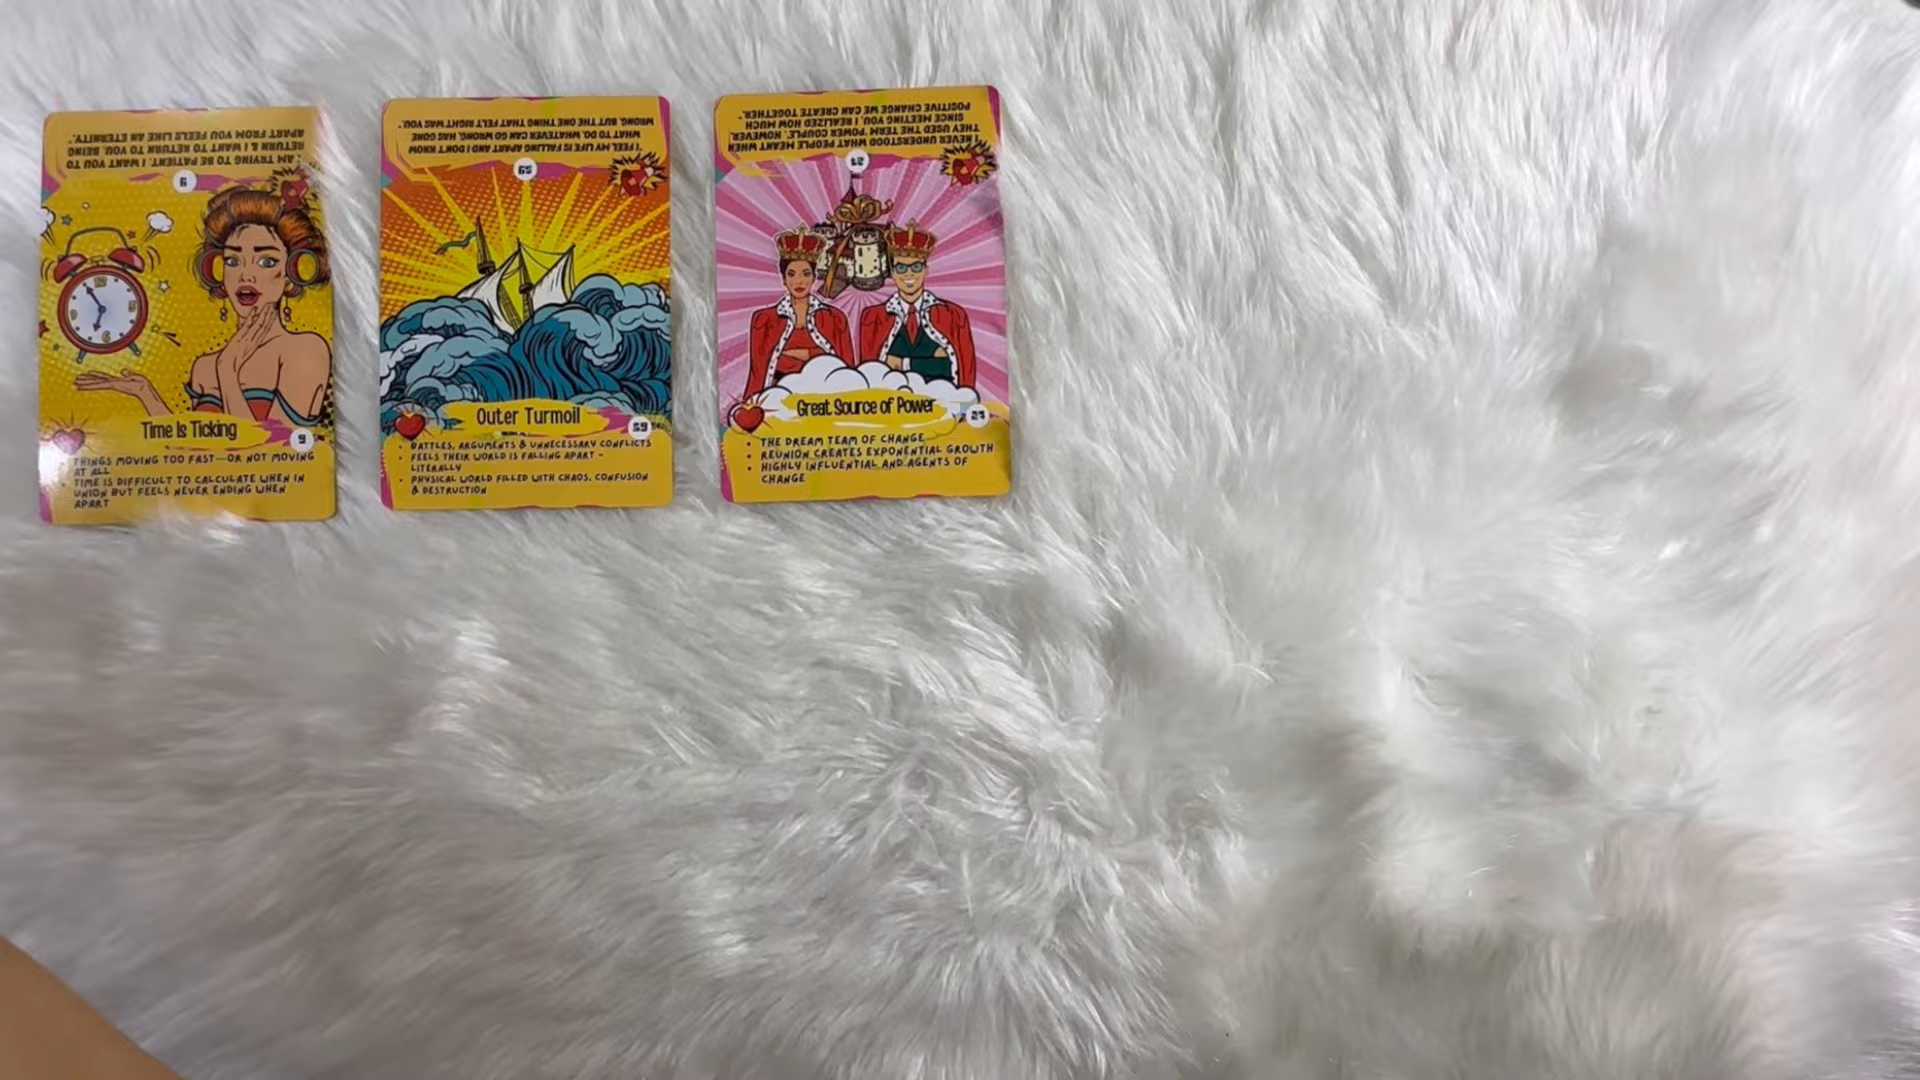 "I AM TRYING TO BE PATIENT. I WANT YOU TO
RETURN & I WANT TO RETURN TO YOU. BEING
APART FROM YOU FEELS LIKE AN ETERNITY."
9
Time Is Ticking
9
THINGS MOVING TOO FAST—OR NOT MOVING
AT ALL
TIME IS DIFFICULT TO CALCULATE WHEN IN
UNION BUT FEELS NEVER ENDING WHEN
APART
"I FEEL MY LIFE IS FALLING APART AND I DON'T KNOW
WHAT TO DO. WHATEVER CAN GO WRONG, HAS GONE
WRONG. BUT THE ONE THING THAT FELT RIGHT WAS YOU."
59
Outer Turmoil
59
• BATTLES, ARGUMENTS & UNNECESSARY CONFLICTS
• FEELS THEIR WORLD IS FALLING APART -
LITERALLY
• PHYSICAL WORLD FILLED WITH CHAOS, CONFUSION
& DESTRUCTION
"I NEVER UNDERSTOOD WHAT PEOPLE MEANT WHEN
THEY USED THE TERM, 'POWER COUPLE'. HOWEVER,
SINCE MEETING YOU, I REALIZED HOW MUCH
POSITIVE CHANGE WE CAN CREATE TOGETHER."
Great Source of Power
• THE DREAM TEAM OF CHANGE
• REUNION CREATES EXPONENTIAL GROWTH
• HIGHLY INFLUENTIAL AND AGENTS OF
CHANGE